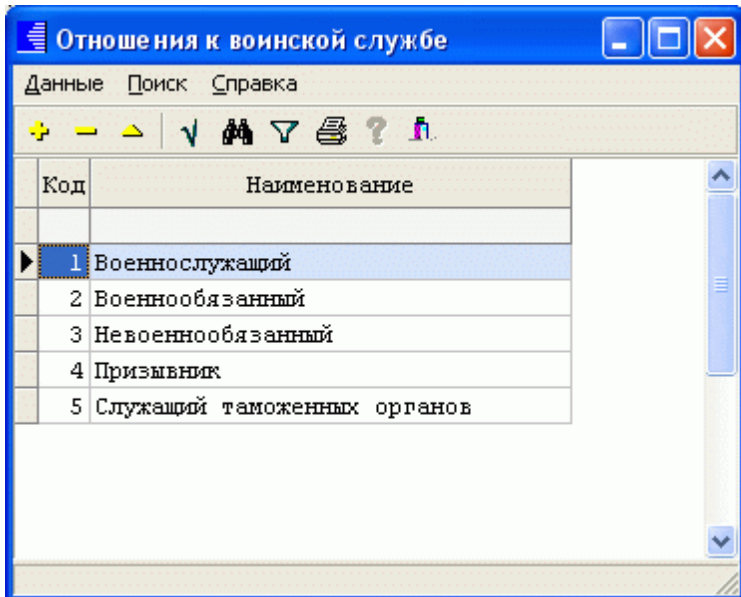 Отношения к воинской службе
Данные Поиск Справка
Код Наименование
1 Военнослужащий
2 Военнообязанный
3 Невоеннообязанный
4 Призывник
5 Служащий таможенных органов